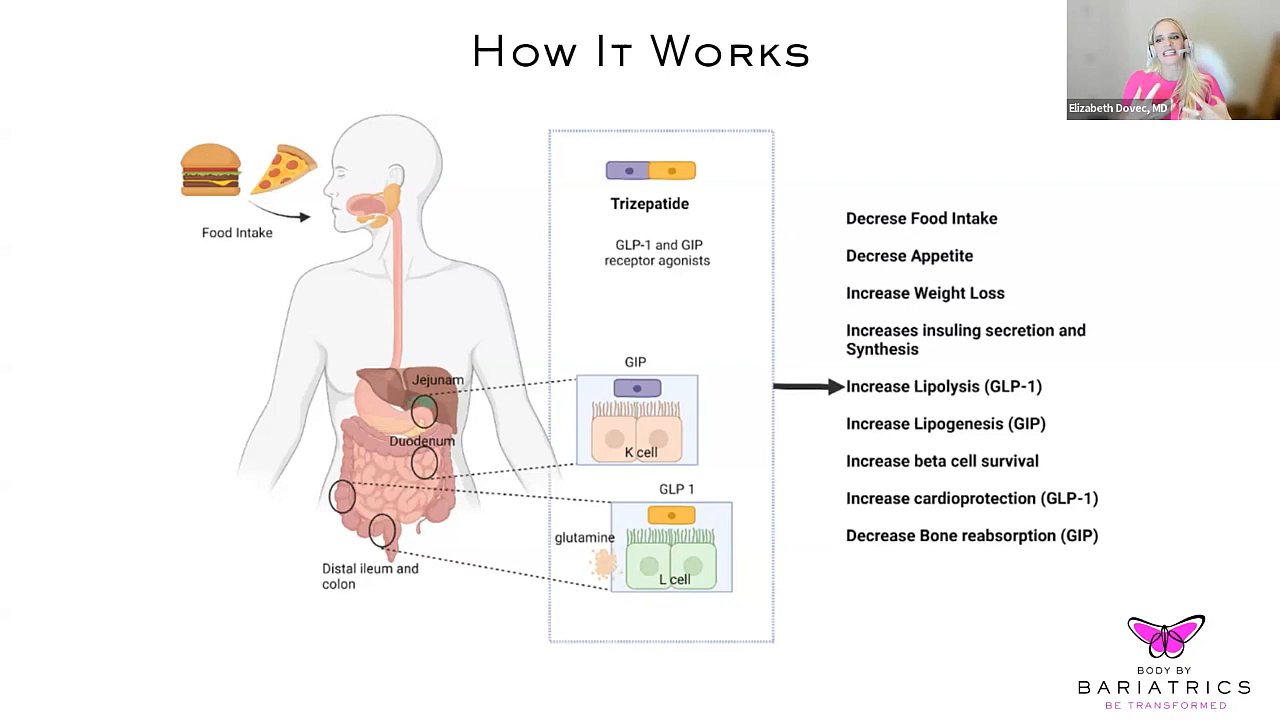 How It Works
Elizabeth Dovec, MD
Food Intake
Trizepatide
GLP-1 and GIP
receptor agonists
GIP
Jejunam
Duodenum
K cell
GLP 1
glutamine
L cell
Distal ileum and
colon
Decrese Food Intake
Decrese Appetite
Increase Weight Loss
Increases insuling secretion and
Synthesis
Increase Lipolysis (GLP-1)
Increase Lipogenesis (GIP)
Increase beta cell survival
Increase cardioprotection (GLP-1)
Decrease Bone reabsorption (GIP)
BODY BY
BARIATRICS
BE TRANSFORMED